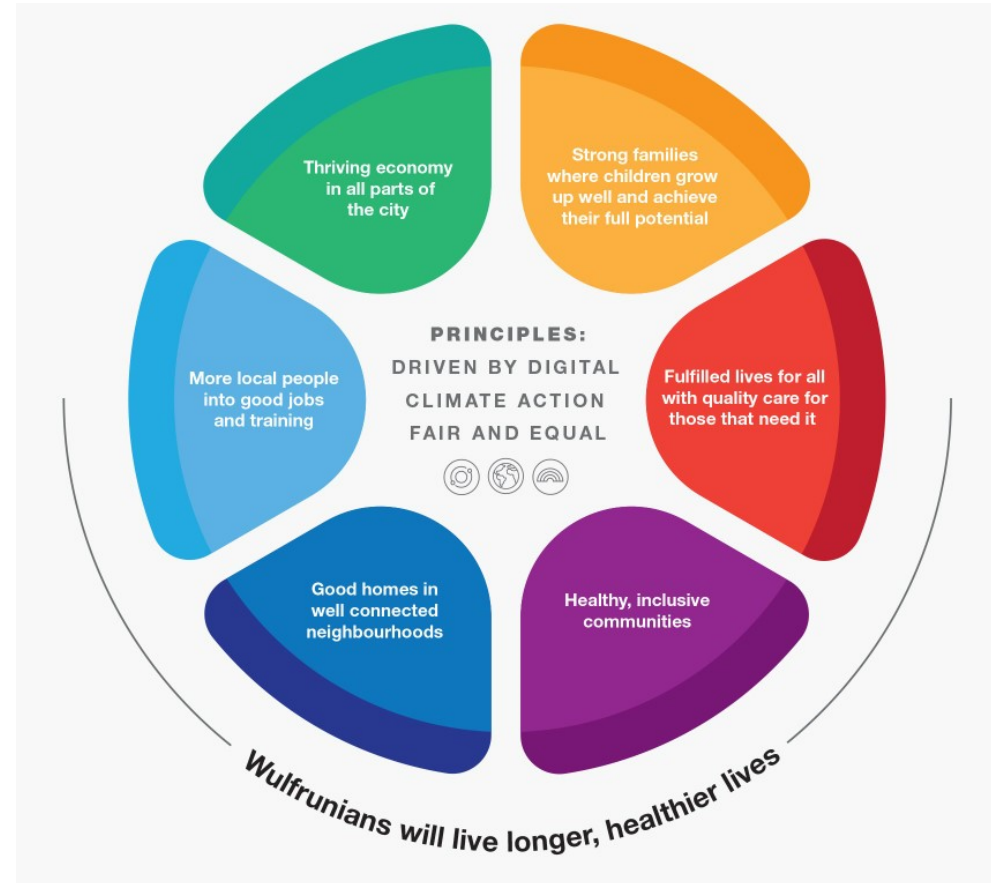 Thriving economy
in all parts of
the city
Strong families
where children grow
up well and achieve
their full potential
More local people
into good jobs
and training
PRINCIPLES:
DRIVEN BY DIGITAL
CLIMATE ACTION
FAIR AND EQUAL
Fulfilled lives for all
with quality care for
those that need it
Good homes in
well connected
neighbourhoods
Healthy, inclusive
communities
Wulfrunians will live longer, healthier lives